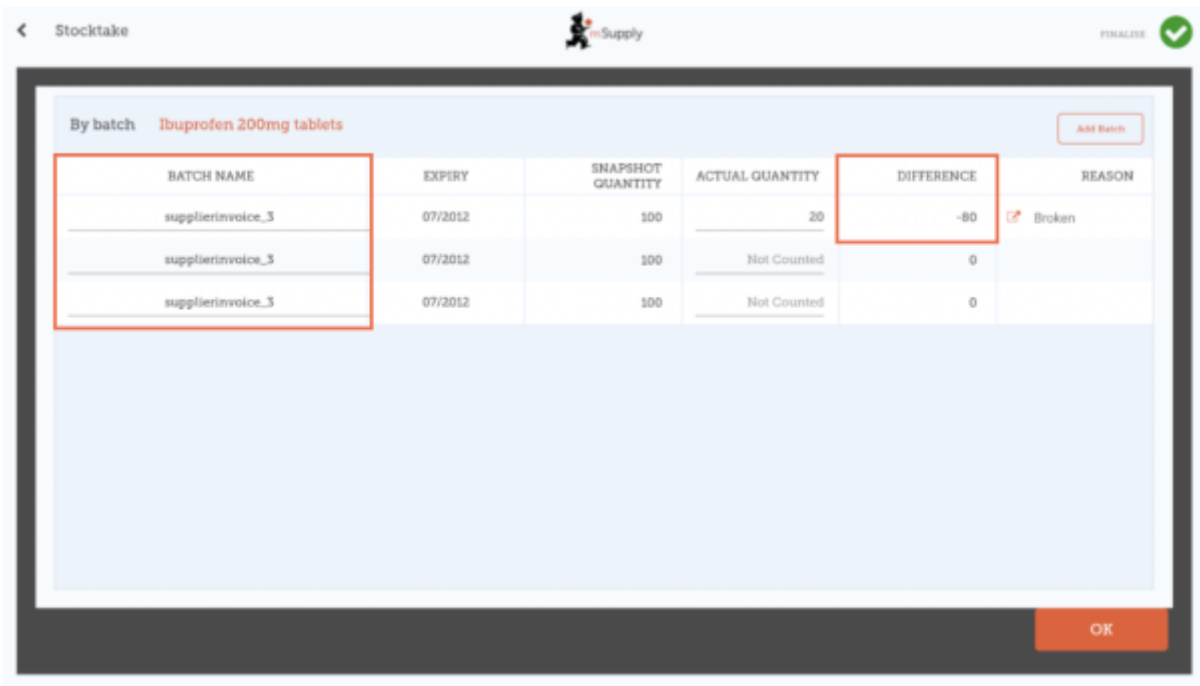 Stocktake
mSupply
FINALISE
By batch Ibuprofen 200mg tablets
Add Batch
BATCH NAME EXPIRY SNAPSHOT QUANTITY ACTUAL QUANTITY DIFFERENCE REASON
supplierinvoice_3 07/2012 100 20 -80 Broken
supplierinvoice_3 07/2012 100 Not Counted 0
supplierinvoice_3 07/2012 100 Not Counted 0
OK